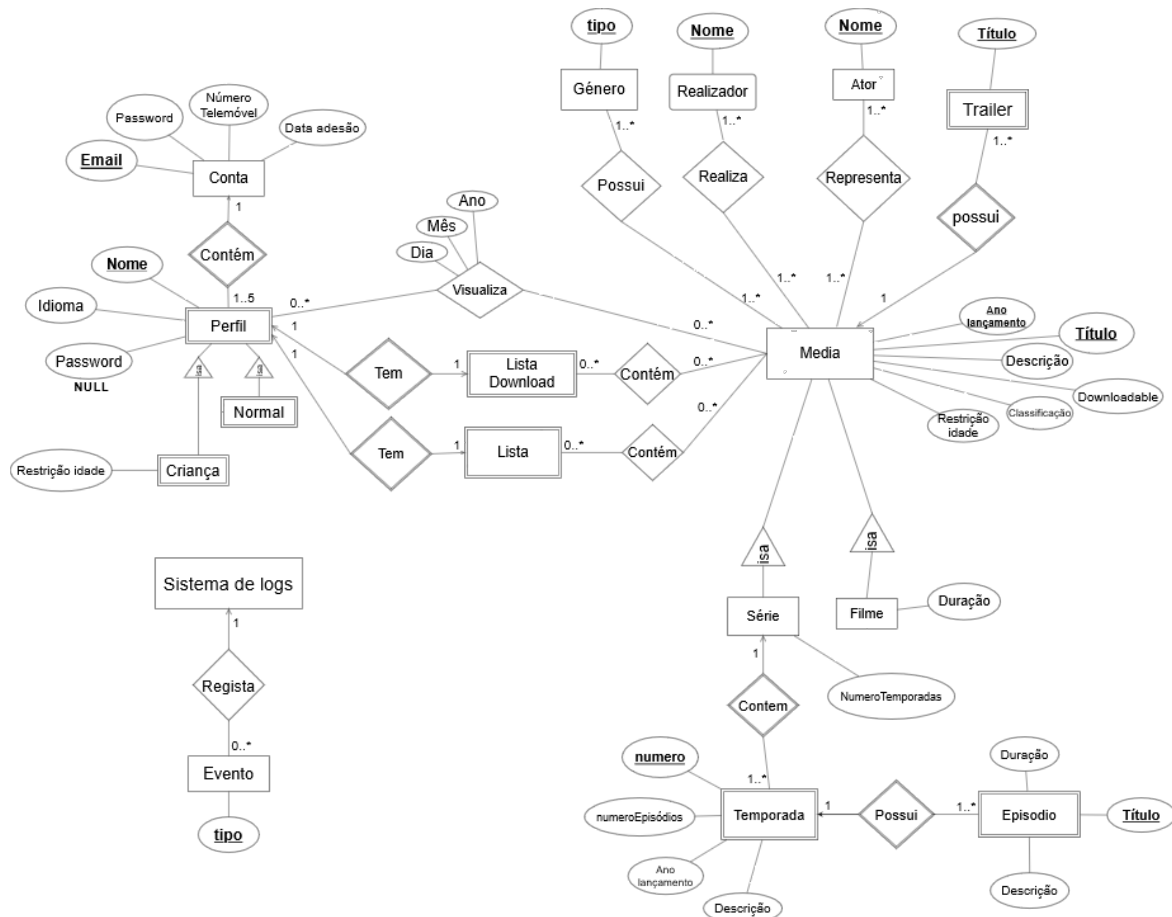 tipo
Nome
Nome
Título
Género
Realizador
Ator
Trailer
1..*
1..*
1..*
1..*
Possui
Realiza
Representa
possui
1..*
1..*
1..*
1
Password
Número
Telemóvel
Data adesão
Email
Conta
1
Contém
1..5
Nome
Idioma
Perfil
Password
NULL
isa
isa
Normal
Restrição idade
Criança
Ano
Mês
Dia
Visualiza
0..*
0..*
1
1
Tem
1
Lista
Download
0..*
Contém
0..*
Tem
1
Lista
0..*
Contém
0..*
Media
Ano
lançamento
Título
Descrição
Downloadable
Classificação
Restrição
idade
isa
isa
Série
Filme
Duração
NumeroTemporadas
1
Contem
1..*
numero
numeroEpisódios
Temporada
Ano
lançamento
Descrição
1
Possui
1..*
Duração
Episodio
Título
Descrição
Sistema de logs
1
Regista
0..*
Evento
tipo